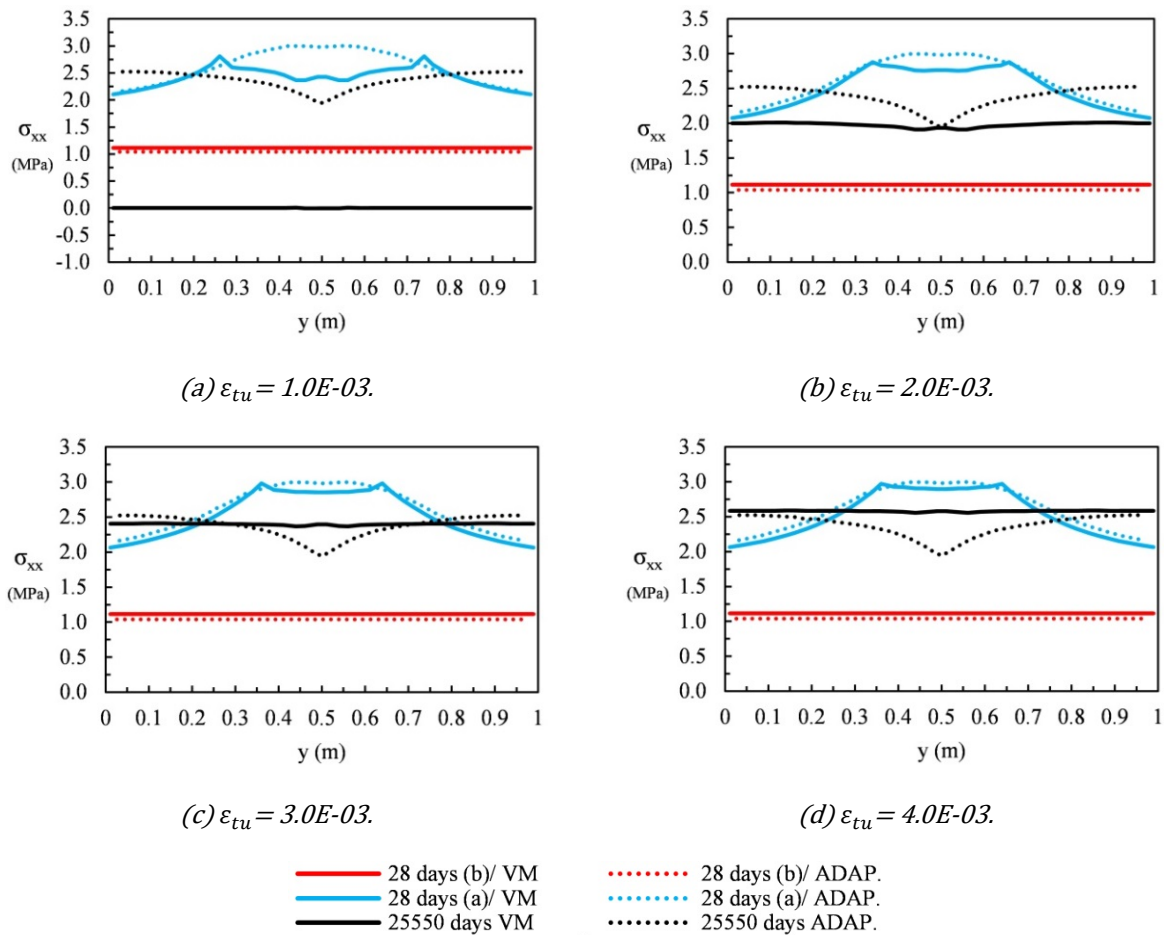 3.5
3.0
2.5
2.0
1.5
1.0
0.5
0.0
-0.5
-1.0
σxx
(MPa)
0 0.1 0.2 0.3 0.4 0.5 0.6 0.7 0.8 0.9 1
y (m)
(a) εtu = 1.0E-03.
3.5
3.0
2.5
2.0
1.5
1.0
0.5
0.0
σxx
(MPa)
0 0.1 0.2 0.3 0.4 0.5 0.6 0.7 0.8 0.9 1
y (m)
(b) εtu = 2.0E-03.
3.5
3.0
2.5
2.0
1.5
1.0
0.5
0.0
σxx
(MPa)
0 0.1 0.2 0.3 0.4 0.5 0.6 0.7 0.8 0.9 1
y (m)
(c) εtu = 3.0E-03.
3.5
3.0
2.5
2.0
1.5
1.0
0.5
0.0
σxx
(MPa)
0 0.1 0.2 0.3 0.4 0.5 0.6 0.7 0.8 0.9 1
y (m)
(d) εtu = 4.0E-03.
28 days (b)/ VM
28 days (b)/ ADAP.
28 days (a)/ VM
28 days (a)/ ADAP.
25550 days VM
25550 days ADAP.